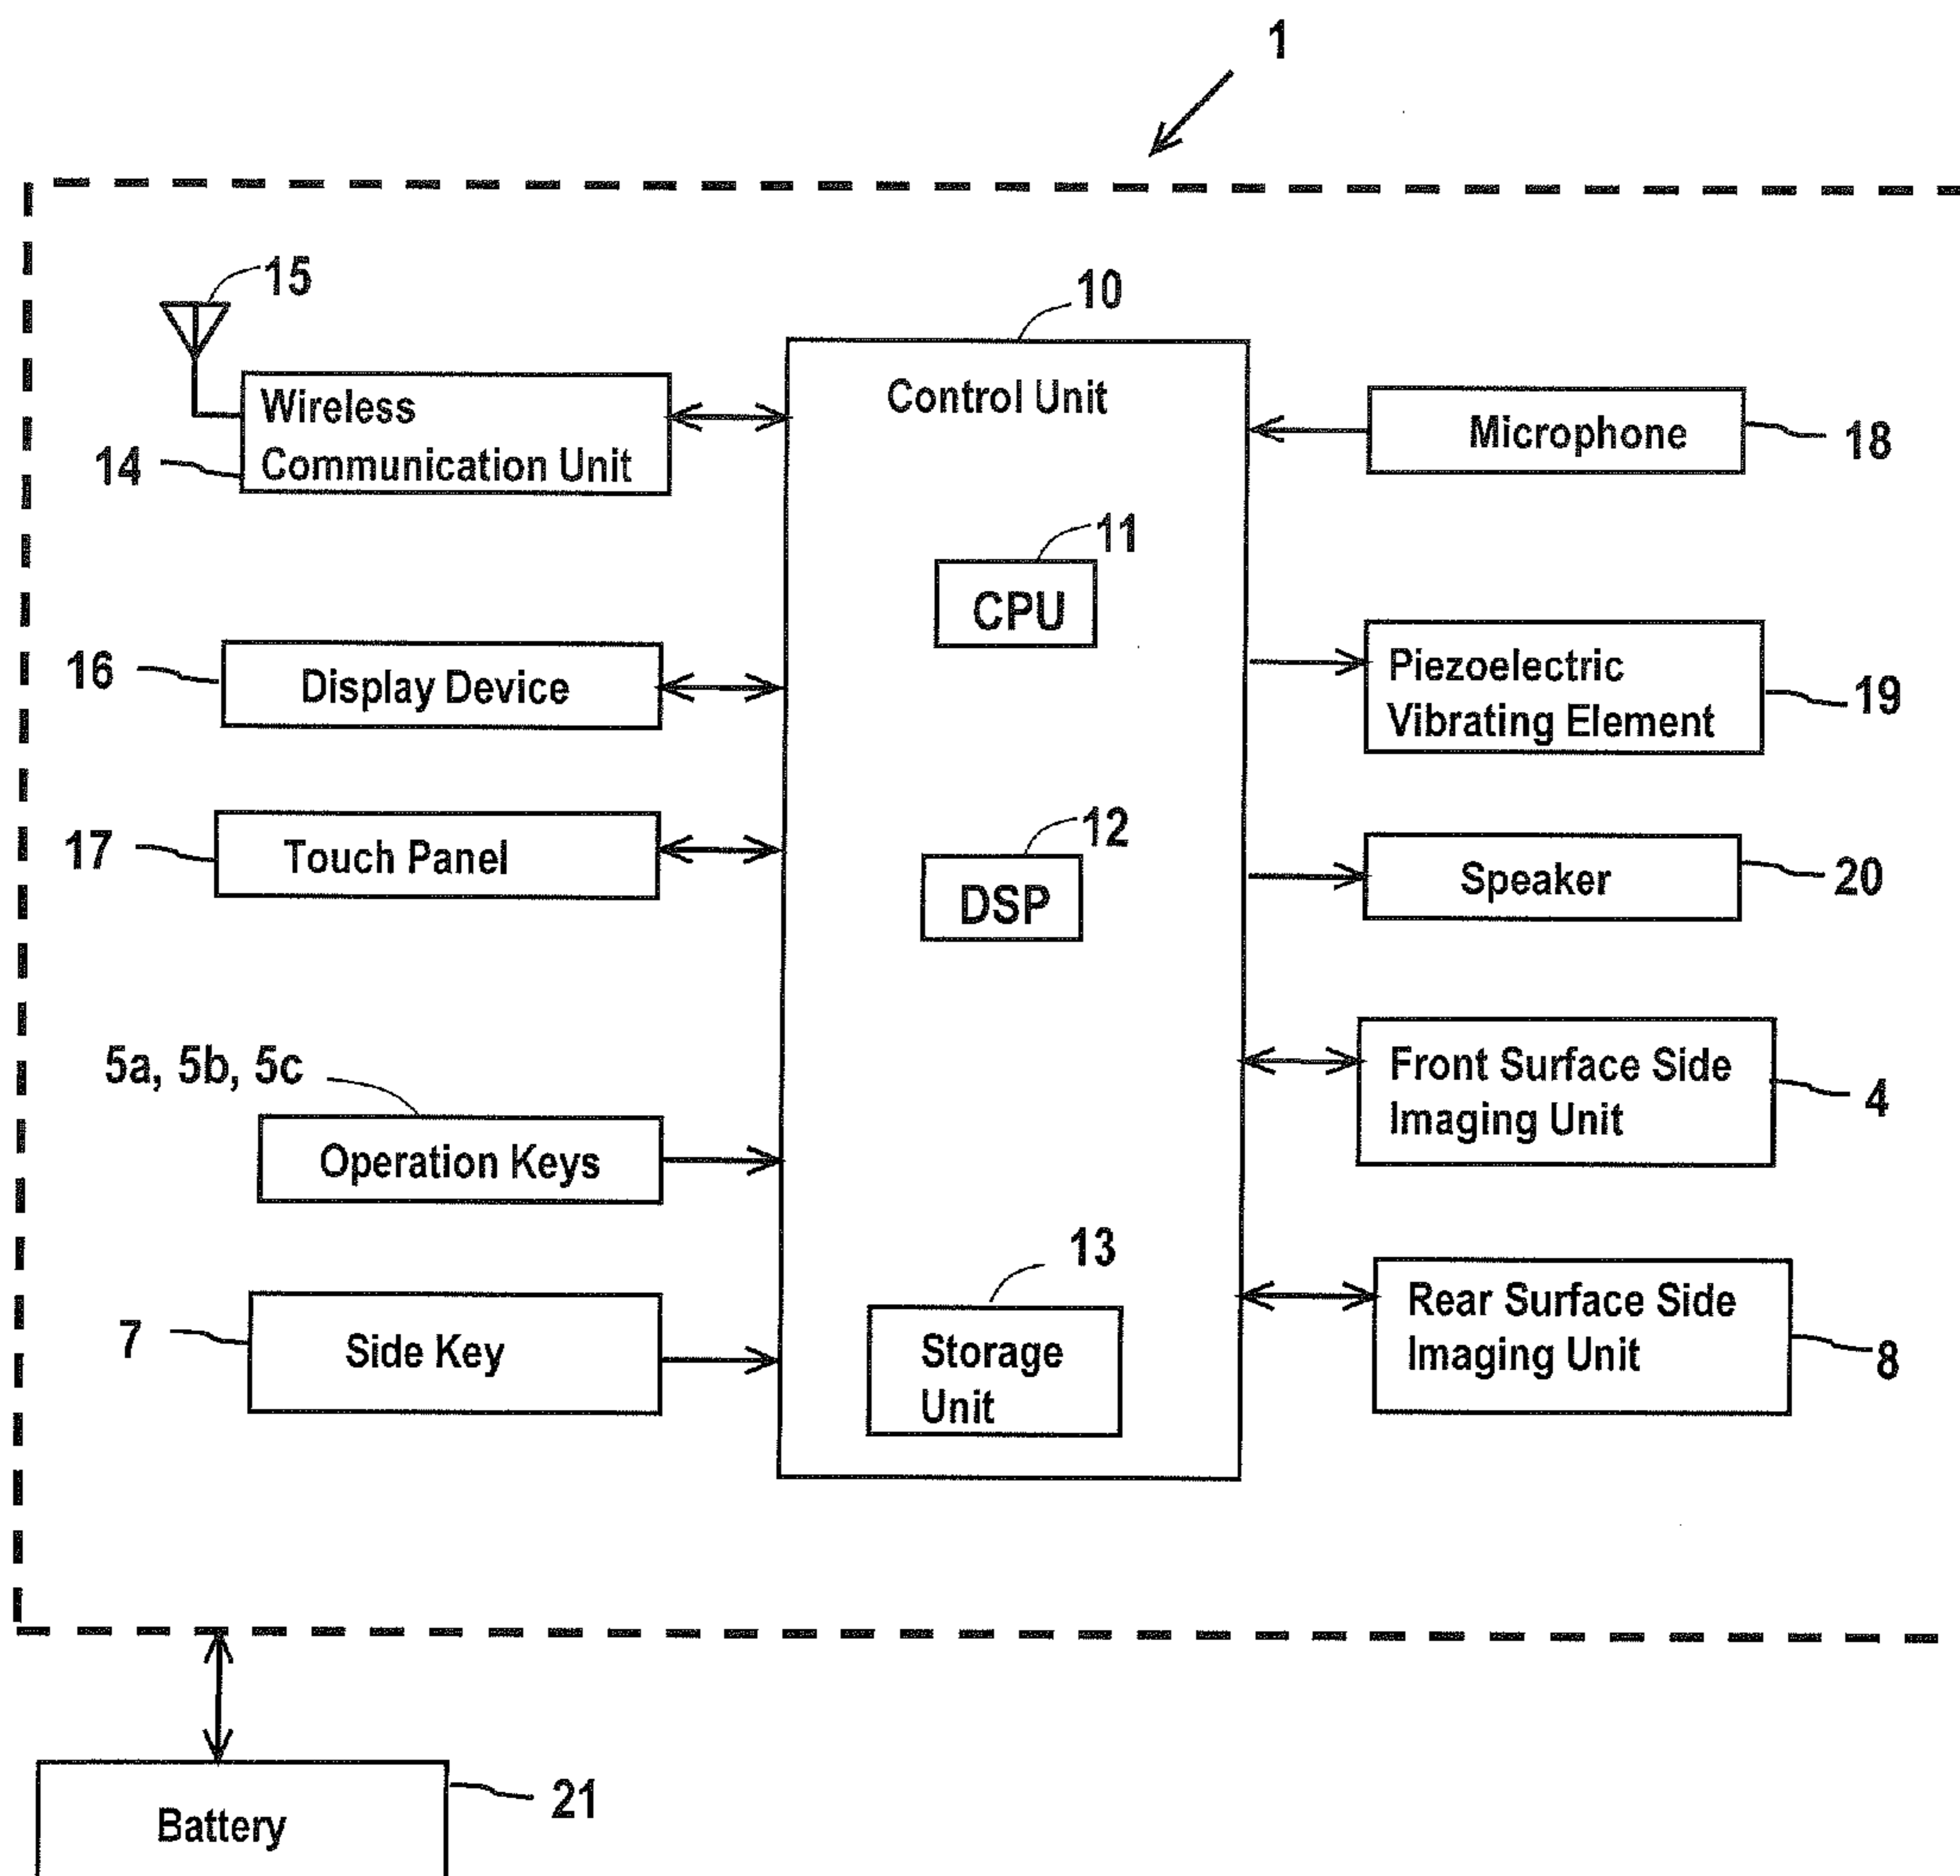 1
15
10
Wireless
Communication Unit
14
Control Unit
Microphone
18
11
CPU
16
Display Device
Piezoelectric
Vibrating Element
19
17
Touch Panel
12
DSP
Speaker
20
5a, 5b, 5c
Operation Keys
Front Surface Side
Imaging Unit
4
7
Side Key
13
Storage
Unit
Rear Surface Side
Imaging Unit
8
Battery
21